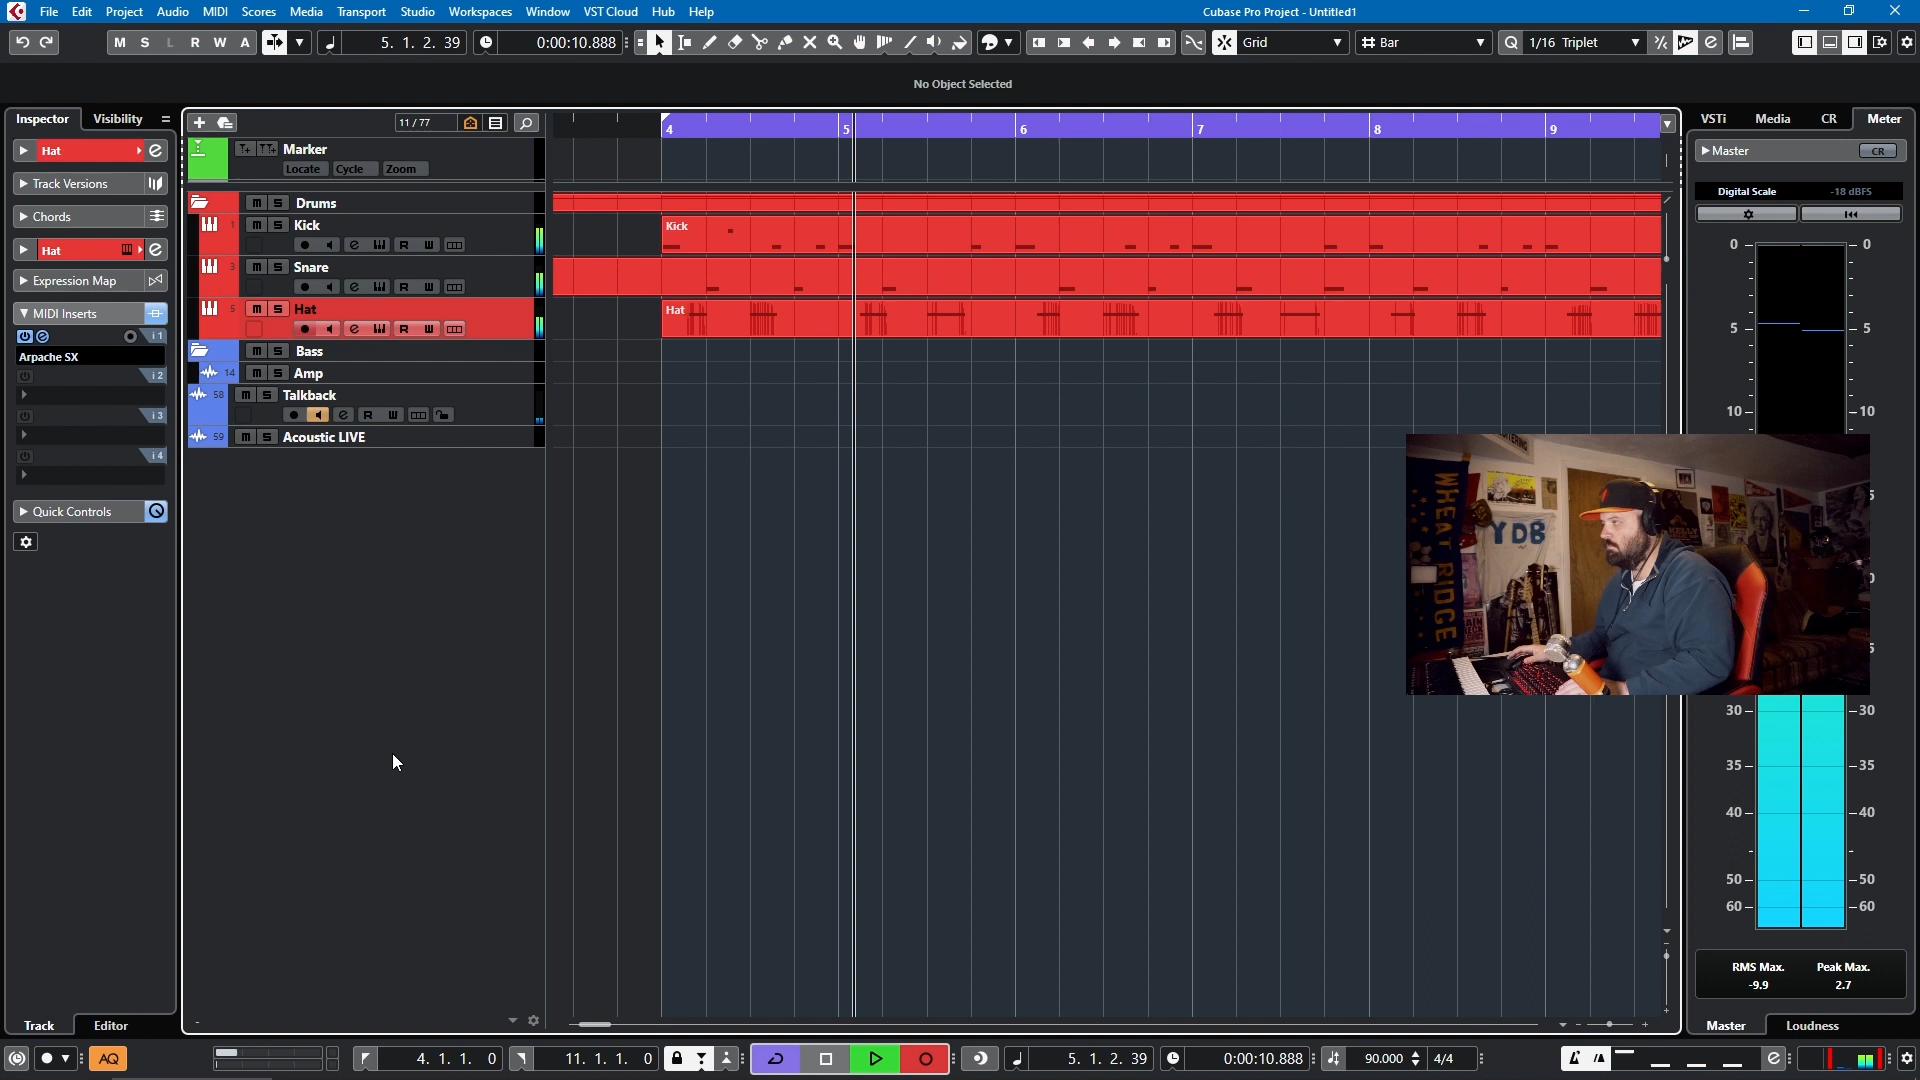 File Edit Project Audio MIDI Scores Media Transport Studio Workspaces Window VST Cloud Hub Help
Cubase Pro Project - Untitled1
M S L R W A
5. 1. 2. 39
0:00:10.888
Grid
Bar
Q 1/16 Triplet
No Object Selected
Inspector Visibility
11 / 77
4 5 6 7 8 9
VSTi Media CR Meter
Hat
Marker
Master CR
Locate Cycle Zoom
Track Versions
Digital Scale -18 dBFS
m S Drums
Chords
1 m S Kick
Kick
R W
Hat
3 m S Snare
R W
Expression Map
5 m S Hat
Hat
MIDI Inserts
R W
i 1
Arpache SX
m S Bass
i 2
14 m S Amp
58 m S Talkback
i 3
R W
59 m S Acoustic LIVE
i 4
Quick Controls
0 0
5 5
10 10
30 30
35 35
40 40
50 50
60 60
WHEAT RIDGE
YDB
RMS Max. Peak Max.
-9.9 2.7
Track Editor
Master Loudness
AQ
4. 1. 1. 0
11. 1. 1. 0
5. 1. 2. 39
0:00:10.888
90.000
4/4